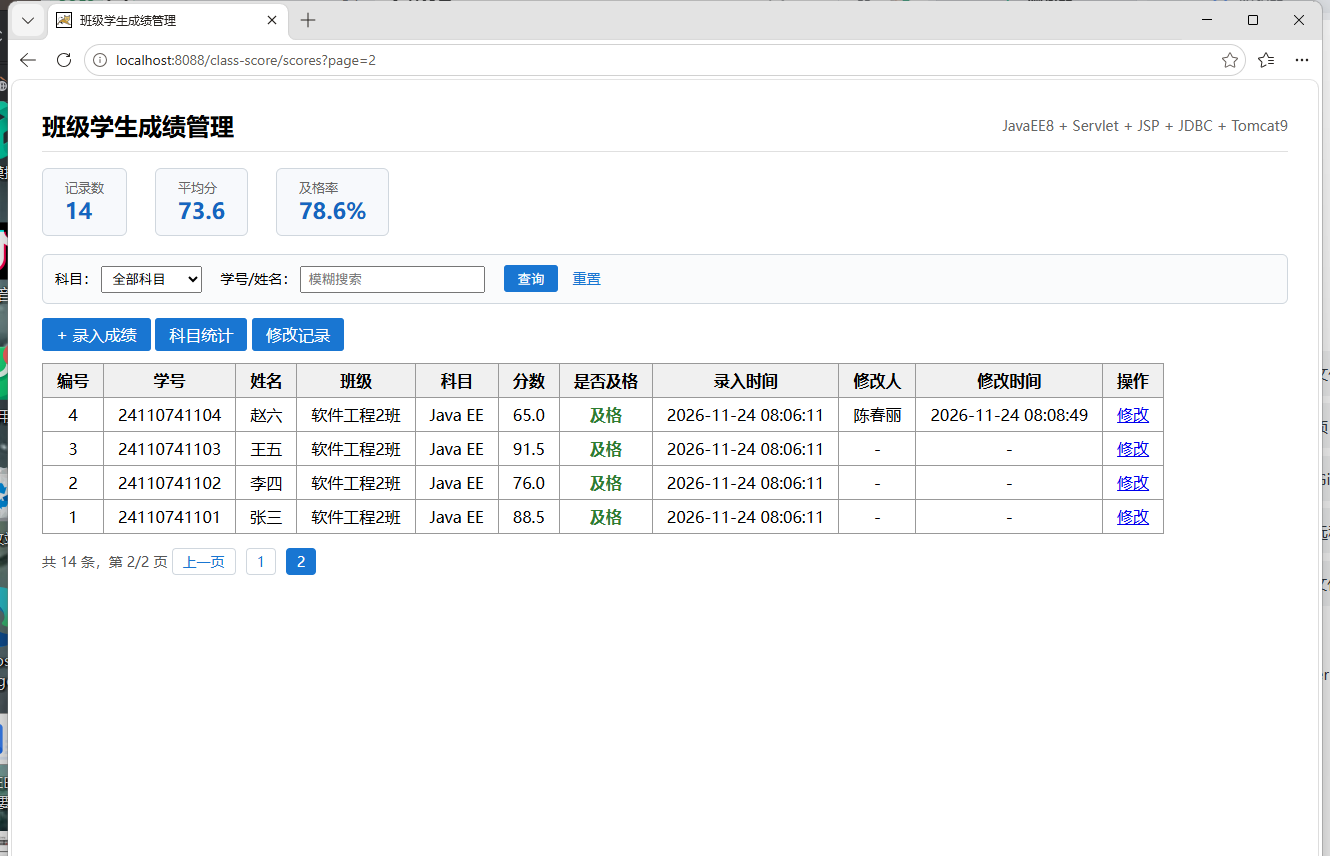 班级学生成绩管理
localhost:8088/class-score/scores?page=2
班级学生成绩管理
JavaEE8 + Servlet + JSP + JDBC + Tomcat9
记录数 平均分 及格率
14 73.6 78.6%
科目： 全部科目 学号/姓名： 模糊搜索 查询 重置
+ 录入成绩 科目统计 修改记录
编号 学号 姓名 班级 科目 分数 是否及格 录入时间 修改人 修改时间 操作
4 24110741104 赵六 软件工程2班 Java EE 65.0 及格 2026-11-24 08:06:11 陈春丽 2026-11-24 08:08:49 修改
3 24110741103 王五 软件工程2班 Java EE 91.5 及格 2026-11-24 08:06:11 - - 修改
2 24110741102 李四 软件工程2班 Java EE 76.0 及格 2026-11-24 08:06:11 - - 修改
1 24110741101 张三 软件工程2班 Java EE 88.5 及格 2026-11-24 08:06:11 - - 修改
共 14 条，第 2/2 页 上一页 1 2